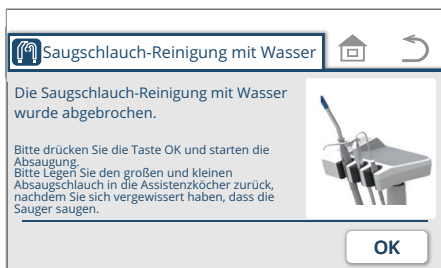 Saugschlauch-Reinigung mit Wasser
Die Saugschlauch-Reinigung mit Wasser
wurde abgebrochen.
Bitte drücken Sie die Taste OK und starten die
Absaugung.
Bitte Legen Sie den großen und kleinen
Absaugschlauch in die Assistenzköcher zurück,
nachdem Sie sich vergewissert haben, dass die
Sauger saugen.
OK